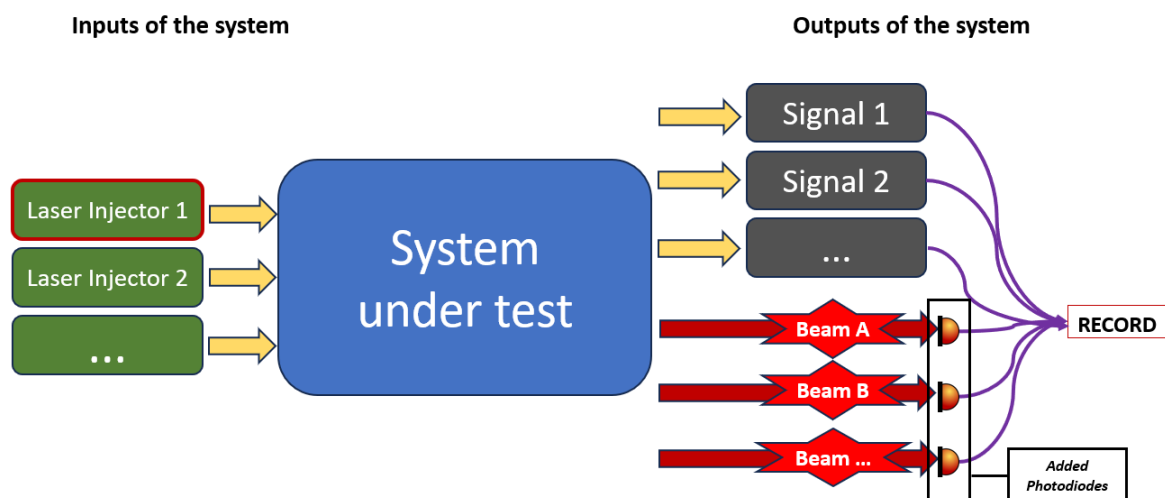 Inputs of the system
Outputs of the system
Laser Injector 1
Laser Injector 2
...
System
under test
Signal 1
Signal 2
...
Beam A
Beam B
Beam ...
RECORD
Added
Photodiodes